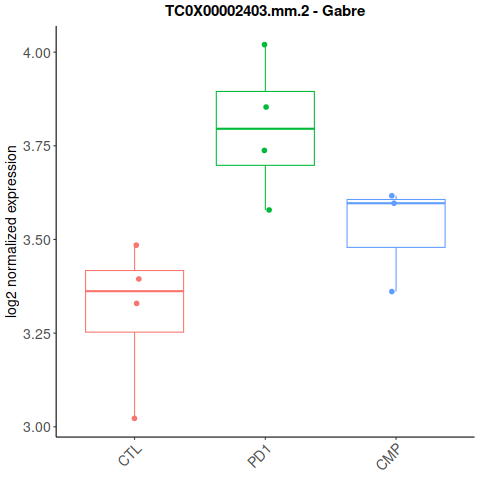 TC0X00002403.mm.2 - Gabre
log2 normalized expression
4.00
3.75
3.50
3.25
3.00
CTL
PD1
CMP